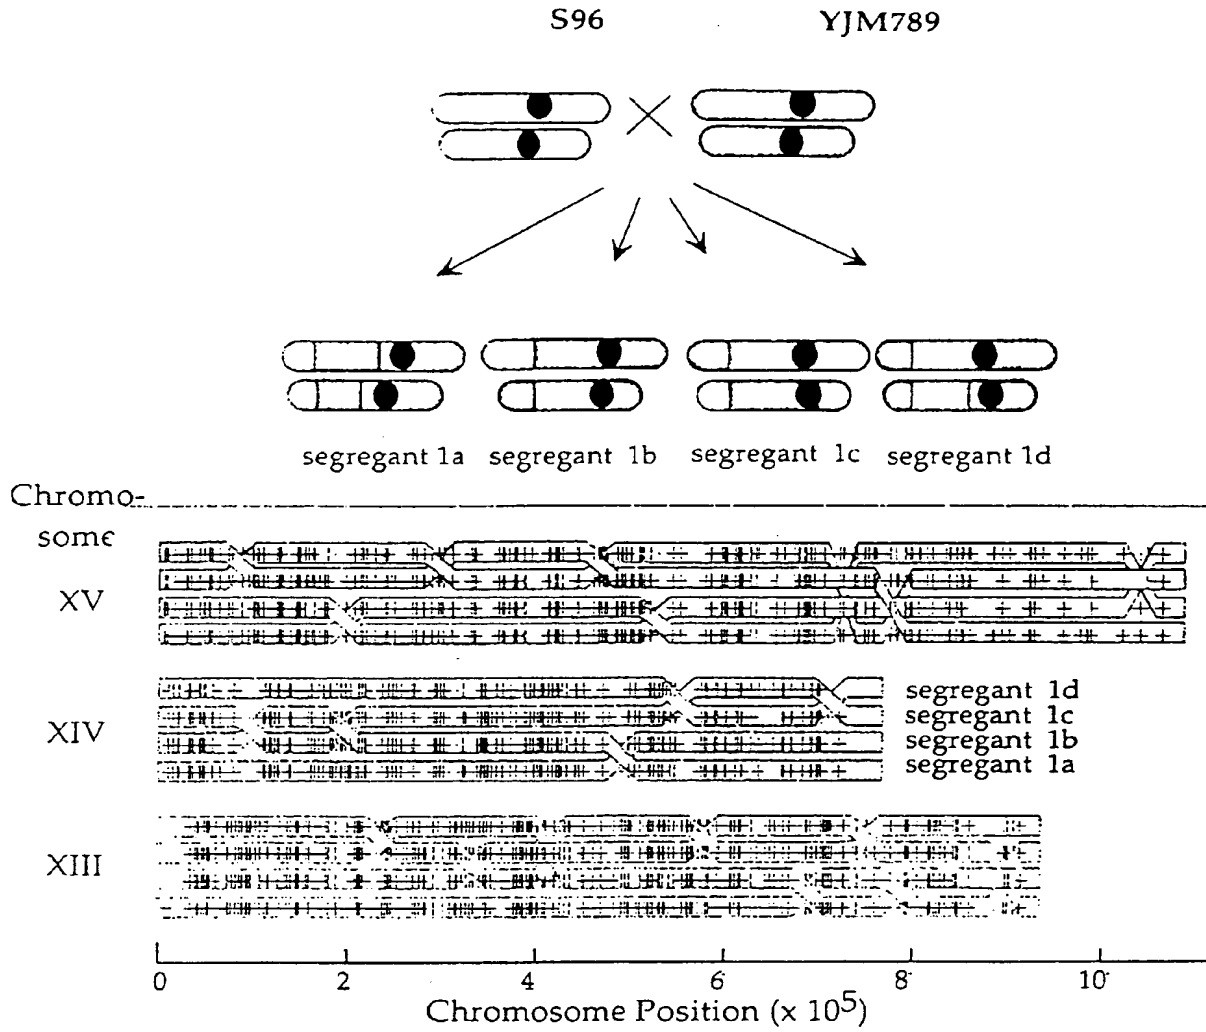 S96 YJM789
segregant 1a segregant 1b segregant 1c segregant 1d
Chromo-
some
XV
XIV
segregant 1d
segregant 1c
segregant 1b
segregant 1a
XIII
0 2 4 6 8 10
Chromosome Position (x 10⁵)